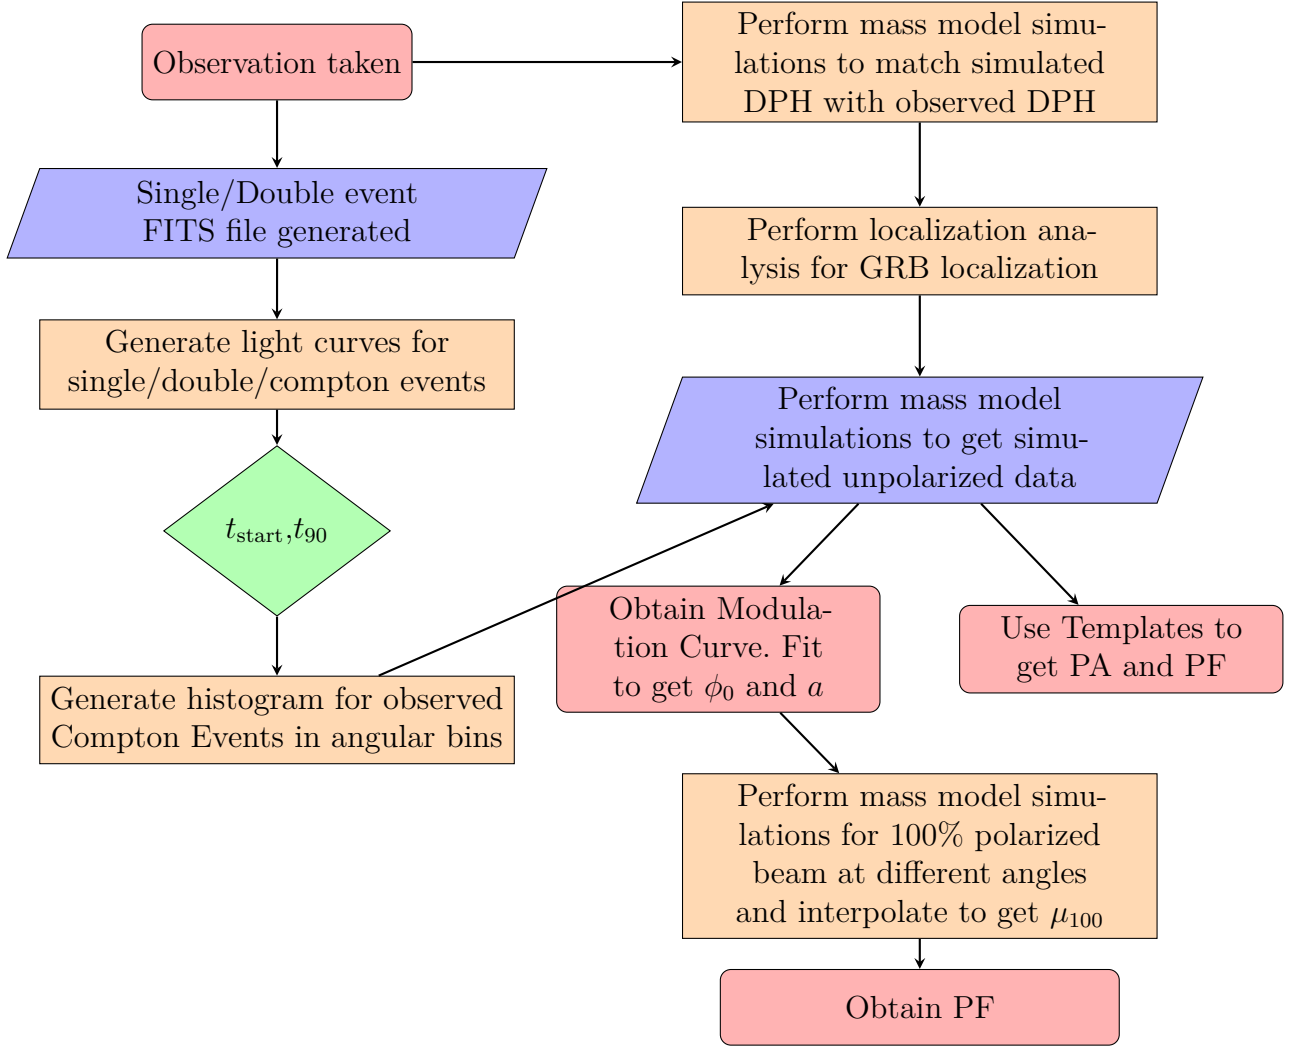 Observation taken
Single/Double event
FITS file generated
Generate light curves for
single/double/compton events
t_start,t_90
Generate histogram for observed
Compton Events in angular bins
Perform mass model simu-
lations to match simulated
DPH with observed DPH
Perform localization ana-
lysis for GRB localization
Perform mass model
simulations to get simu-
lated unpolarized data
Obtain Modula-
tion Curve. Fit
to get ϕ₀ and a
Use Templates to
get PA and PF
Perform mass model simu-
lations for 100% polarized
beam at different angles
and interpolate to get μ₁₀₀
Obtain PF